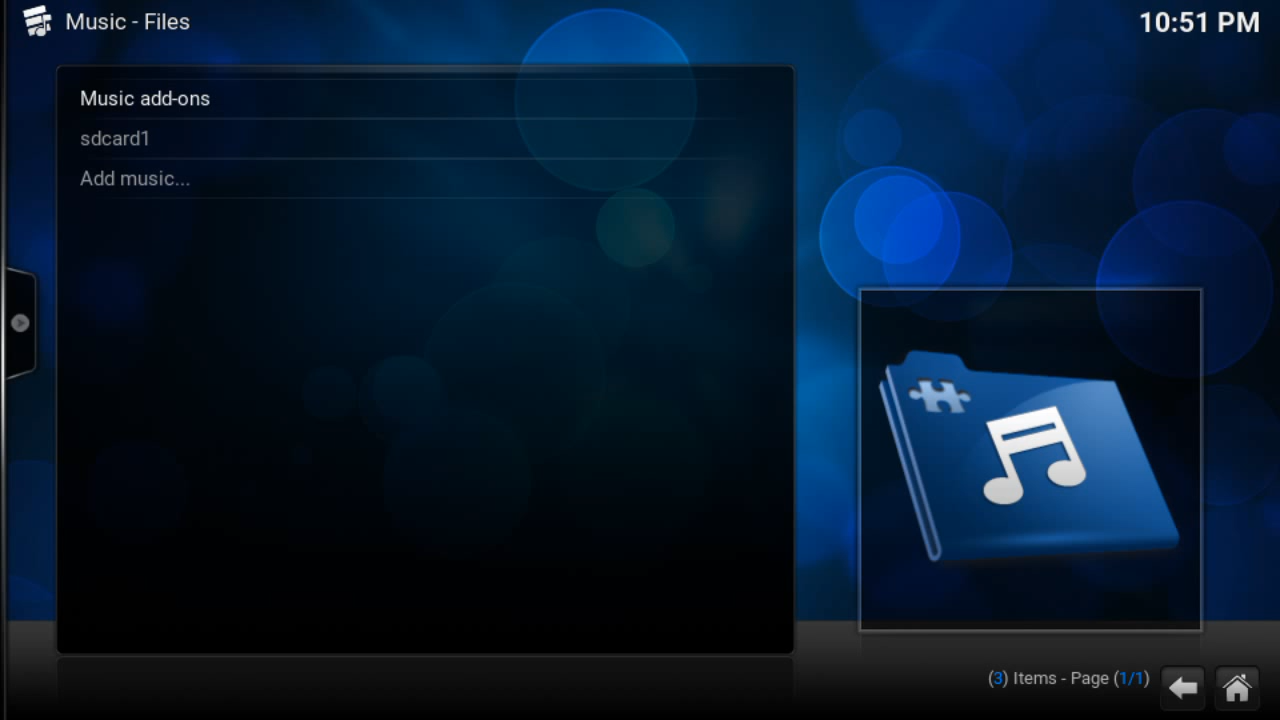 Music - Files
10:51 PM
Music add-ons
sdcard1
Add music...
(3) Items - Page (1/1)